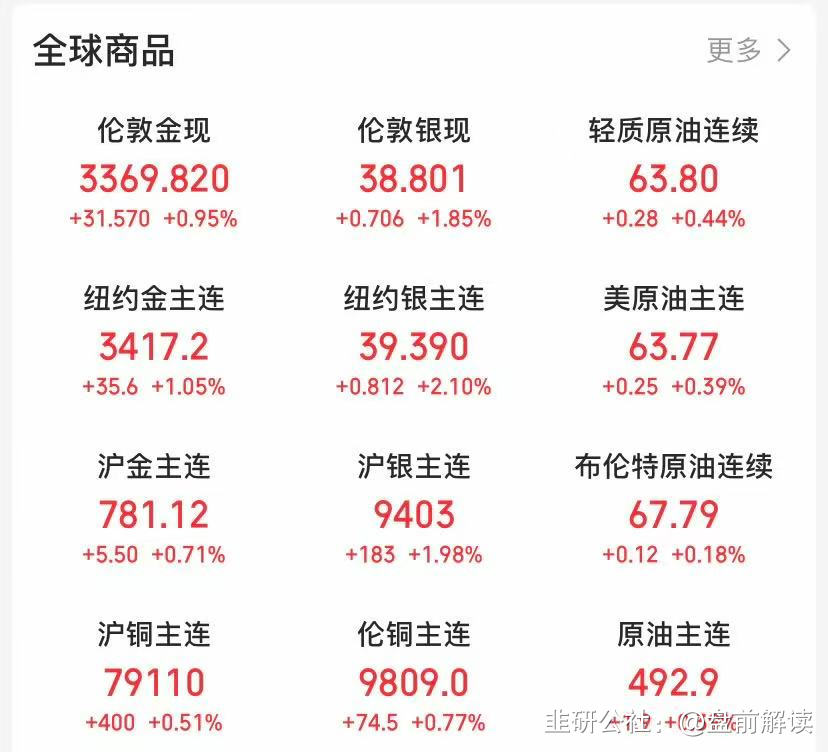 全球商品 更多 >
伦敦金现 伦敦银现 轻质原油连续
3369.820 38.801 63.80
+31.570 +0.95% +0.706 +1.85% +0.28 +0.44%
纽约金主连 纽约银主连 美原油主连
3417.2 39.390 63.77
+35.6 +1.05% +0.812 +2.10% +0.25 +0.39%
沪金主连 沪银主连 布伦特原油连续
781.12 9403 67.79
+5.50 +0.71% +183 +1.98% +0.12 +0.18%
沪铜主连 伦铜主连 原油主连
79110 9809.0 492.9
+400 +0.51% +74.5 +0.77%
韭研公社：@盘前解读